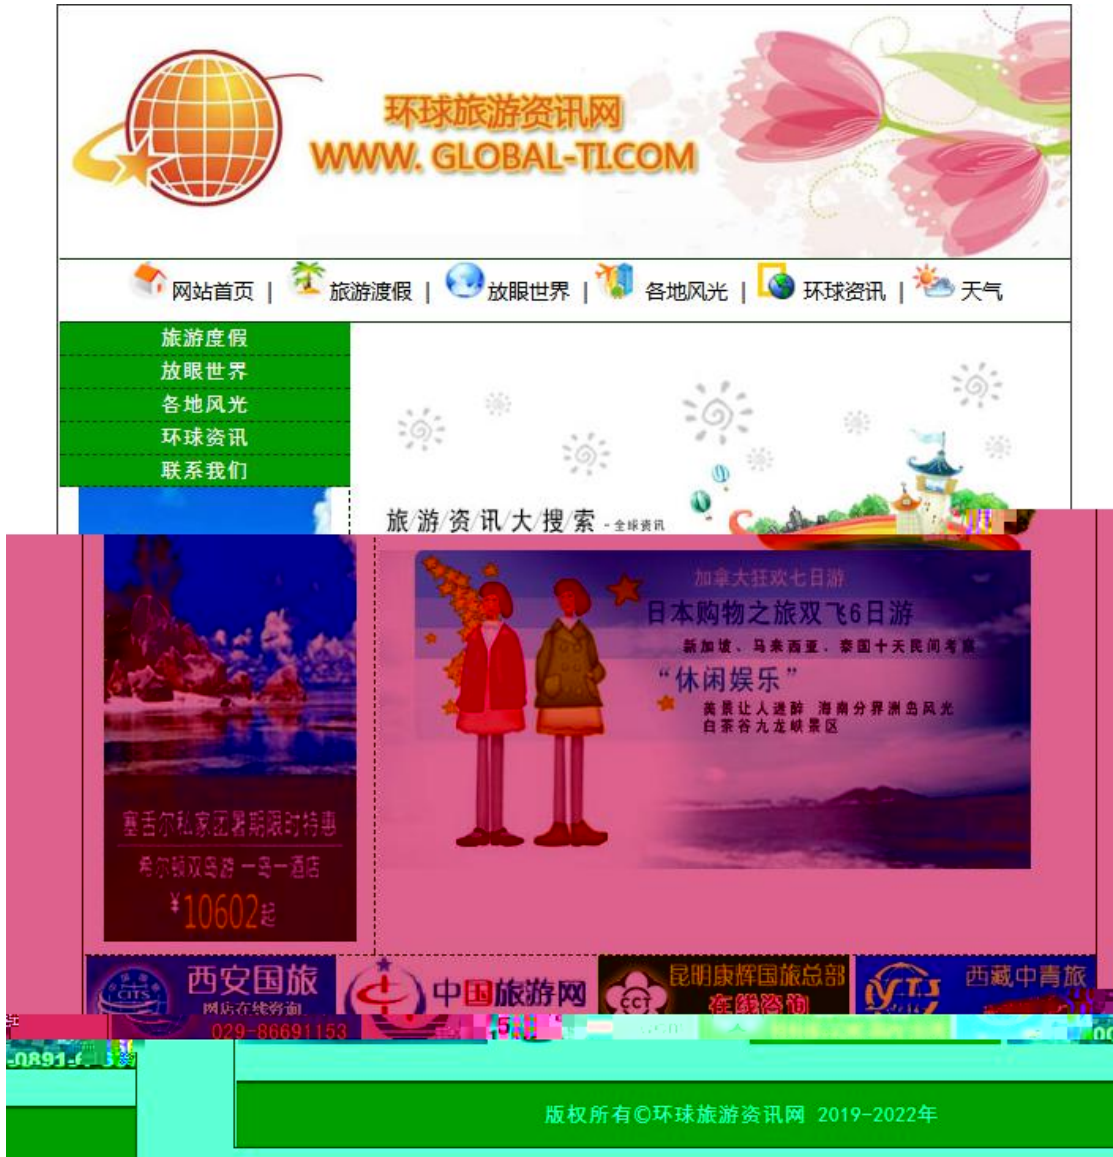 环球旅游资讯网
WWW. GLOBAL-TI.COM
网站首页 | 旅游渡假 | 放眼世界 | 各地风光 | 环球资讯 | 天气
旅游度假
放眼世界
各地风光
环球资讯
联系我们
旅/游/资/讯/大/搜/索 - 全球资讯
加拿大狂欢七日游
日本购物之旅双飞6日游
新加坡、马来西亚、泰国十天民间考察
“休闲娱乐”
美景让人迷醉 海南分界洲岛风光
白茶谷九龙峡景区
塞舌尔私家团暑期限时特惠
希尔顿双岛游 一岛一酒店
¥10602起
CITS 西安国旅
网店在线咨询
029-86691153
中国旅游网
CCT 昆明康辉国旅总部
在线咨询
西藏中青旅
-0891-6
版权所有©环球旅游资讯网 2019-2022年